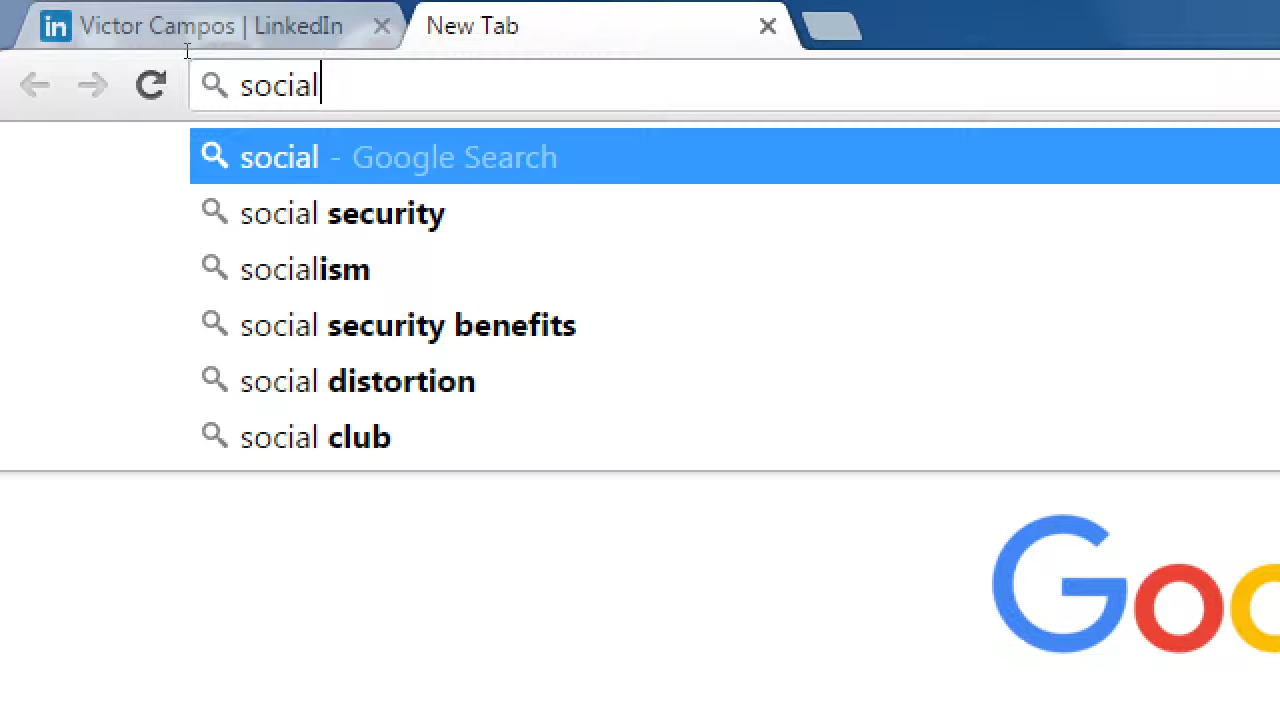 Victor Campos | LinkedIn
New Tab
social
social - Google Search
social security
socialism
social security benefits
social distortion
social club
Goo